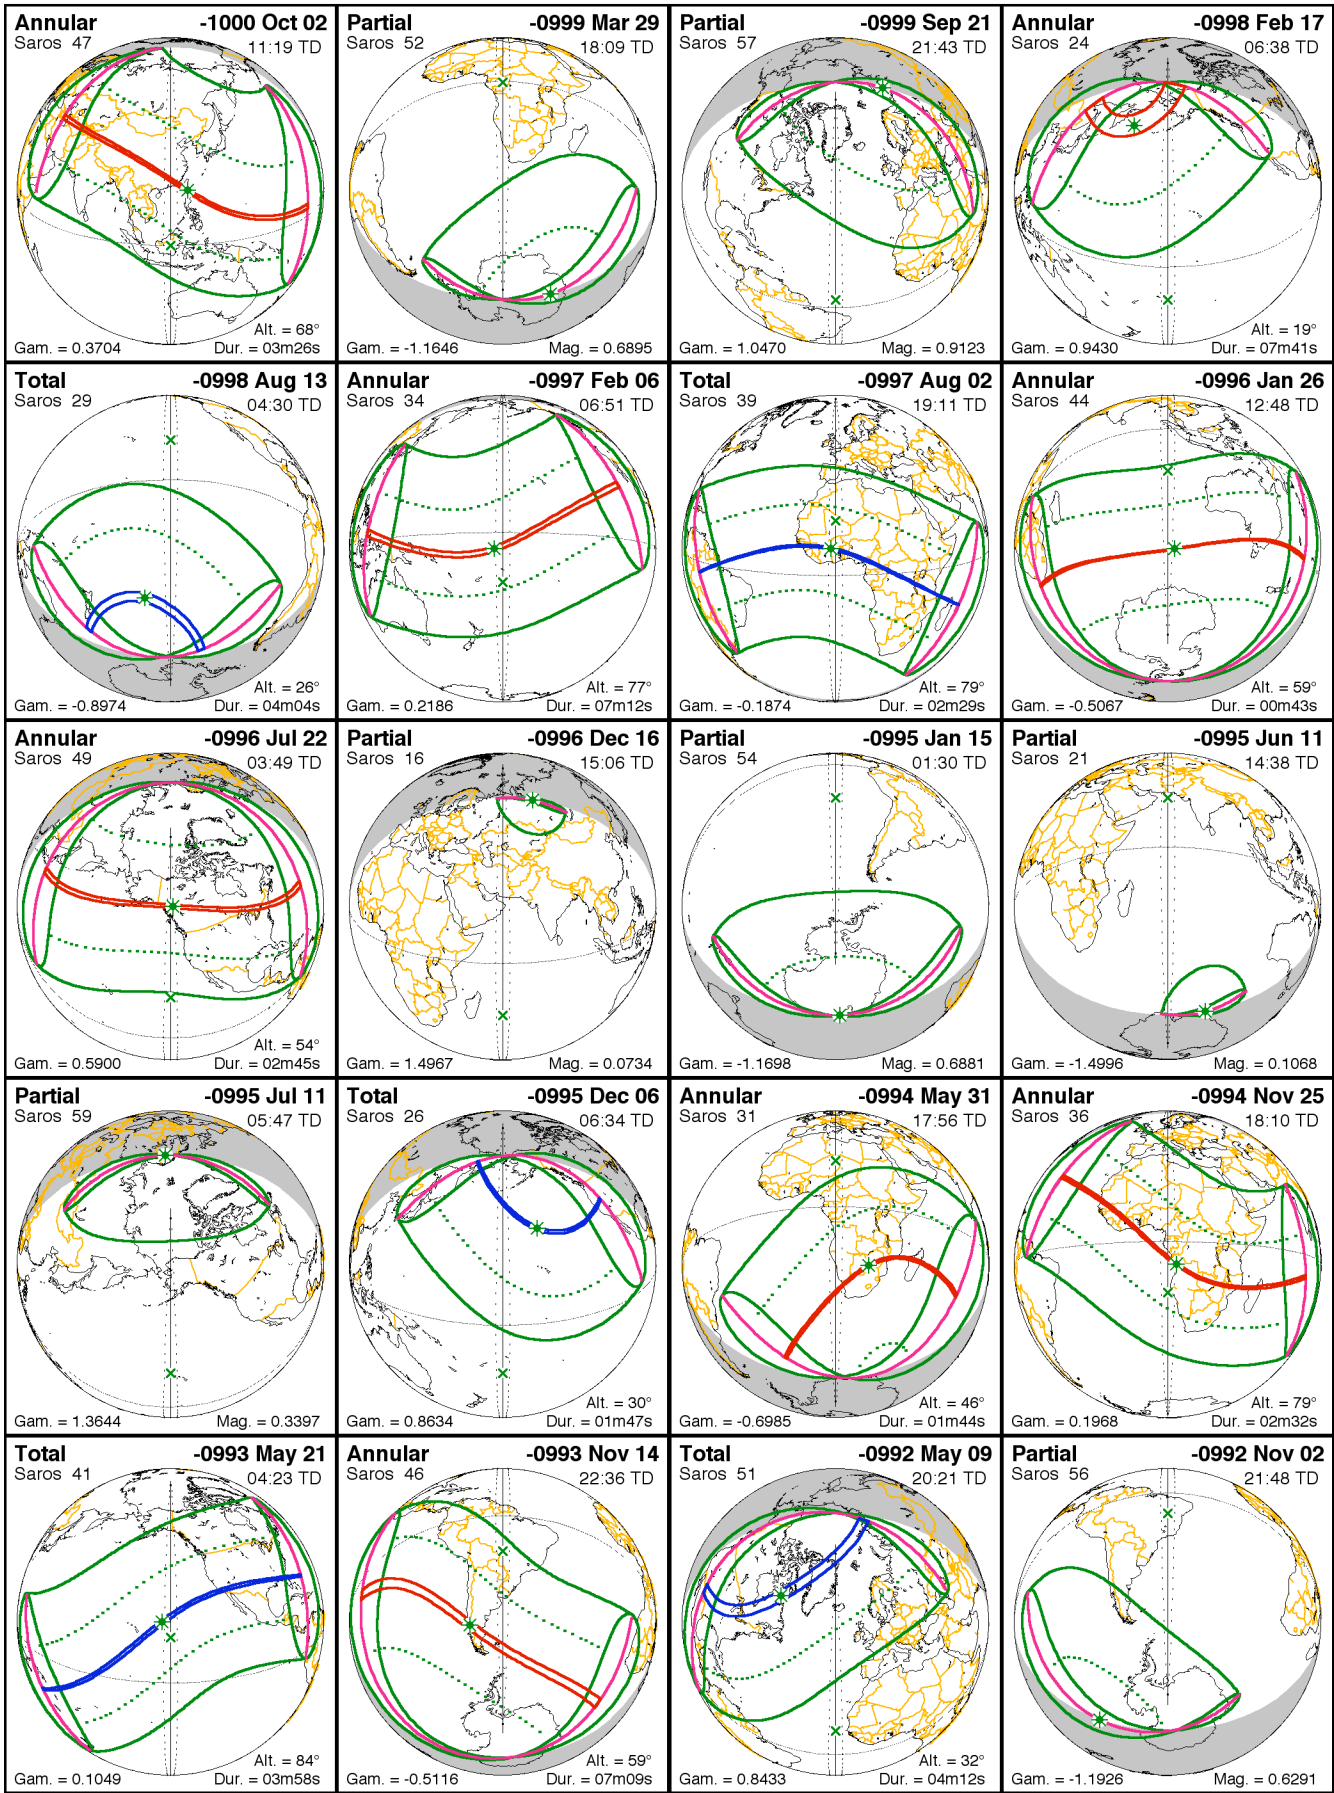 Annular -1000 Oct 02
Saros 47 11:19 TD
Alt. = 68°
Gam. = 0.3704 Dur. = 03m26s
Partial -0999 Mar 29
Saros 52 18:09 TD
Gam. = -1.1646 Mag. = 0.6895
Partial -0999 Sep 21
Saros 57 21:43 TD
Gam. = 1.0470 Mag. = 0.9123
Annular -0998 Feb 17
Saros 24 06:38 TD
Alt. = 19°
Gam. = 0.9430 Dur. = 07m41s
Total -0998 Aug 13
Saros 29 04:30 TD
Alt. = 26°
Gam. = -0.8974 Dur. = 04m04s
Annular -0997 Feb 06
Saros 34 06:51 TD
Alt. = 77°
Gam. = 0.2186 Dur. = 07m12s
Total -0997 Aug 02
Saros 39 19:11 TD
Alt. = 79°
Gam. = -0.1874 Dur. = 02m29s
Annular -0996 Jan 26
Saros 44 12:48 TD
Alt. = 59°
Gam. = -0.5067 Dur. = 00m43s
Annular -0996 Jul 22
Saros 49 03:49 TD
Alt. = 54°
Gam. = 0.5900 Dur. = 02m45s
Partial -0996 Dec 16
Saros 16 15:06 TD
Gam. = 1.4967 Mag. = 0.0734
Partial -0995 Jan 15
Saros 54 01:30 TD
Gam. = -1.1698 Mag. = 0.6881
Partial -0995 Jun 11
Saros 21 14:38 TD
Gam. = -1.4996 Mag. = 0.1068
Partial -0995 Jul 11
Saros 59 05:47 TD
Gam. = 1.3644 Mag. = 0.3397
Total -0995 Dec 06
Saros 26 06:34 TD
Alt. = 30°
Gam. = 0.8634 Dur. = 01m47s
Annular -0994 May 31
Saros 31 17:56 TD
Alt. = 46°
Gam. = -0.6985 Dur. = 01m44s
Annular -0994 Nov 25
Saros 36 18:10 TD
Alt. = 79°
Gam. = 0.1968 Dur. = 02m32s
Total -0993 May 21
Saros 41 04:23 TD
Alt. = 84°
Gam. = 0.1049 Dur. = 03m58s
Annular -0993 Nov 14
Saros 46 22:36 TD
Alt. = 59°
Gam. = -0.5116 Dur. = 07m09s
Total -0992 May 09
Saros 51 20:21 TD
Alt. = 32°
Gam. = 0.8433 Dur. = 04m12s
Partial -0992 Nov 02
Saros 56 21:48 TD
Gam. = -1.1926 Mag. = 0.6291